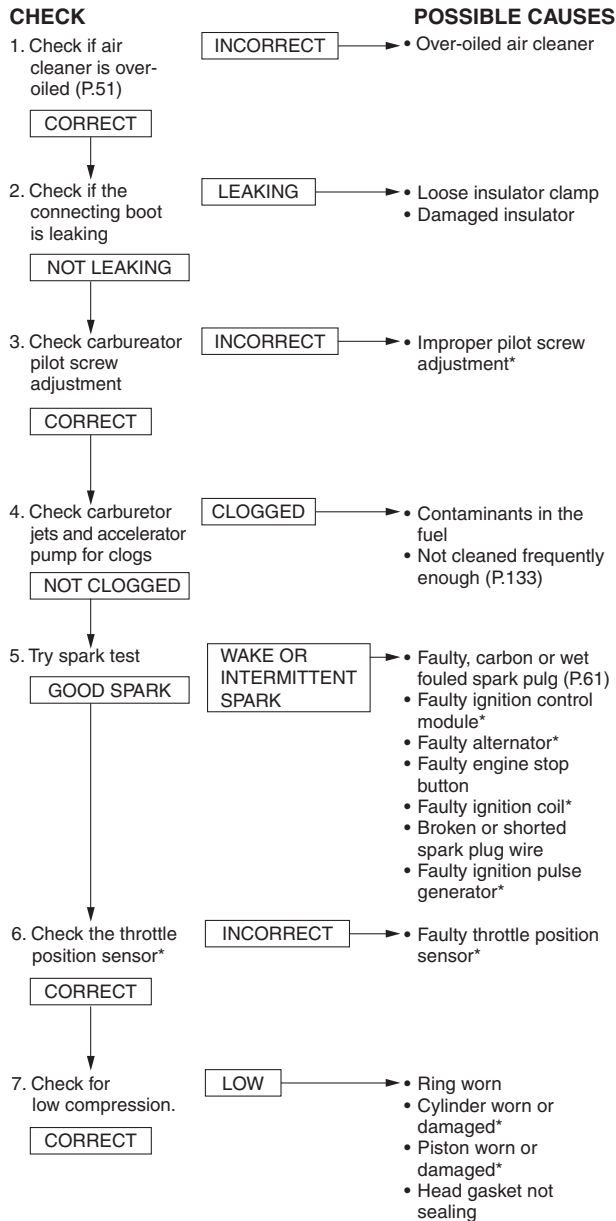 CHECK
POSSIBLE CAUSES
1. Check if air
cleaner is over-
oiled (P.51)
INCORRECT
• Over-oiled air cleaner
CORRECT
2. Check if the
connecting boot
is leaking
LEAKING
• Loose insulator clamp
• Damaged insulator
NOT LEAKING
3. Check carbureator
pilot screw
adjustment
INCORRECT
• Improper pilot screw
adjustment*
CORRECT
4. Check carburetor
jets and accelerator
pump for clogs
CLOGGED
• Contaminants in the
fuel
• Not cleaned frequently
enough (P.133)
NOT CLOGGED
5. Try spark test
WAKE OR
INTERMITTENT
SPARK
• Faulty, carbon or wet
fouled spark pulg (P.61)
• Faulty ignition control
module*
• Faulty alternator*
• Faulty engine stop
button
• Faulty ignition coil*
• Broken or shorted
spark plug wire
• Faulty ignition pulse
generator*
GOOD SPARK
6. Check the throttle
position sensor*
INCORRECT
• Faulty throttle position
sensor*
CORRECT
7. Check for
low compression.
LOW
• Ring worn
• Cylinder worn or
damaged*
• Piston worn or
damaged*
• Head gasket not
sealing
CORRECT